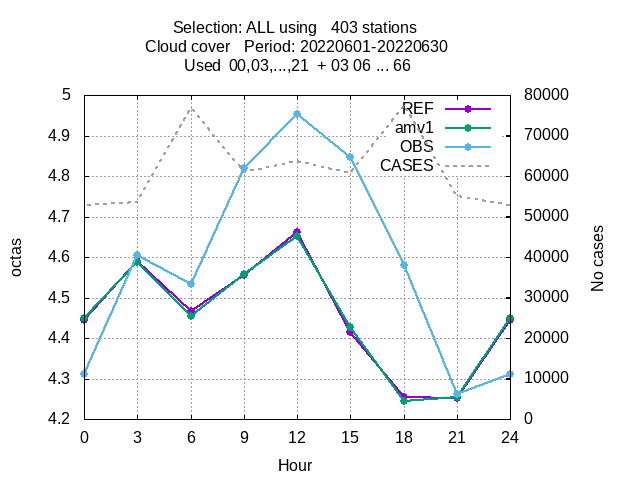 Selection: ALL using   403 stations
Cloud cover   Period: 20220601-20220630
Used  00,03,...,21  + 03 06 ... 66
5
4.9
4.8
4.7
4.6
4.5
4.4
4.3
4.2
80000
70000
60000
50000
40000
30000
20000
10000
0
REF
amv1
OBS
CASES
octas
No cases
0 3 6 9 12 15 18 21 24
Hour